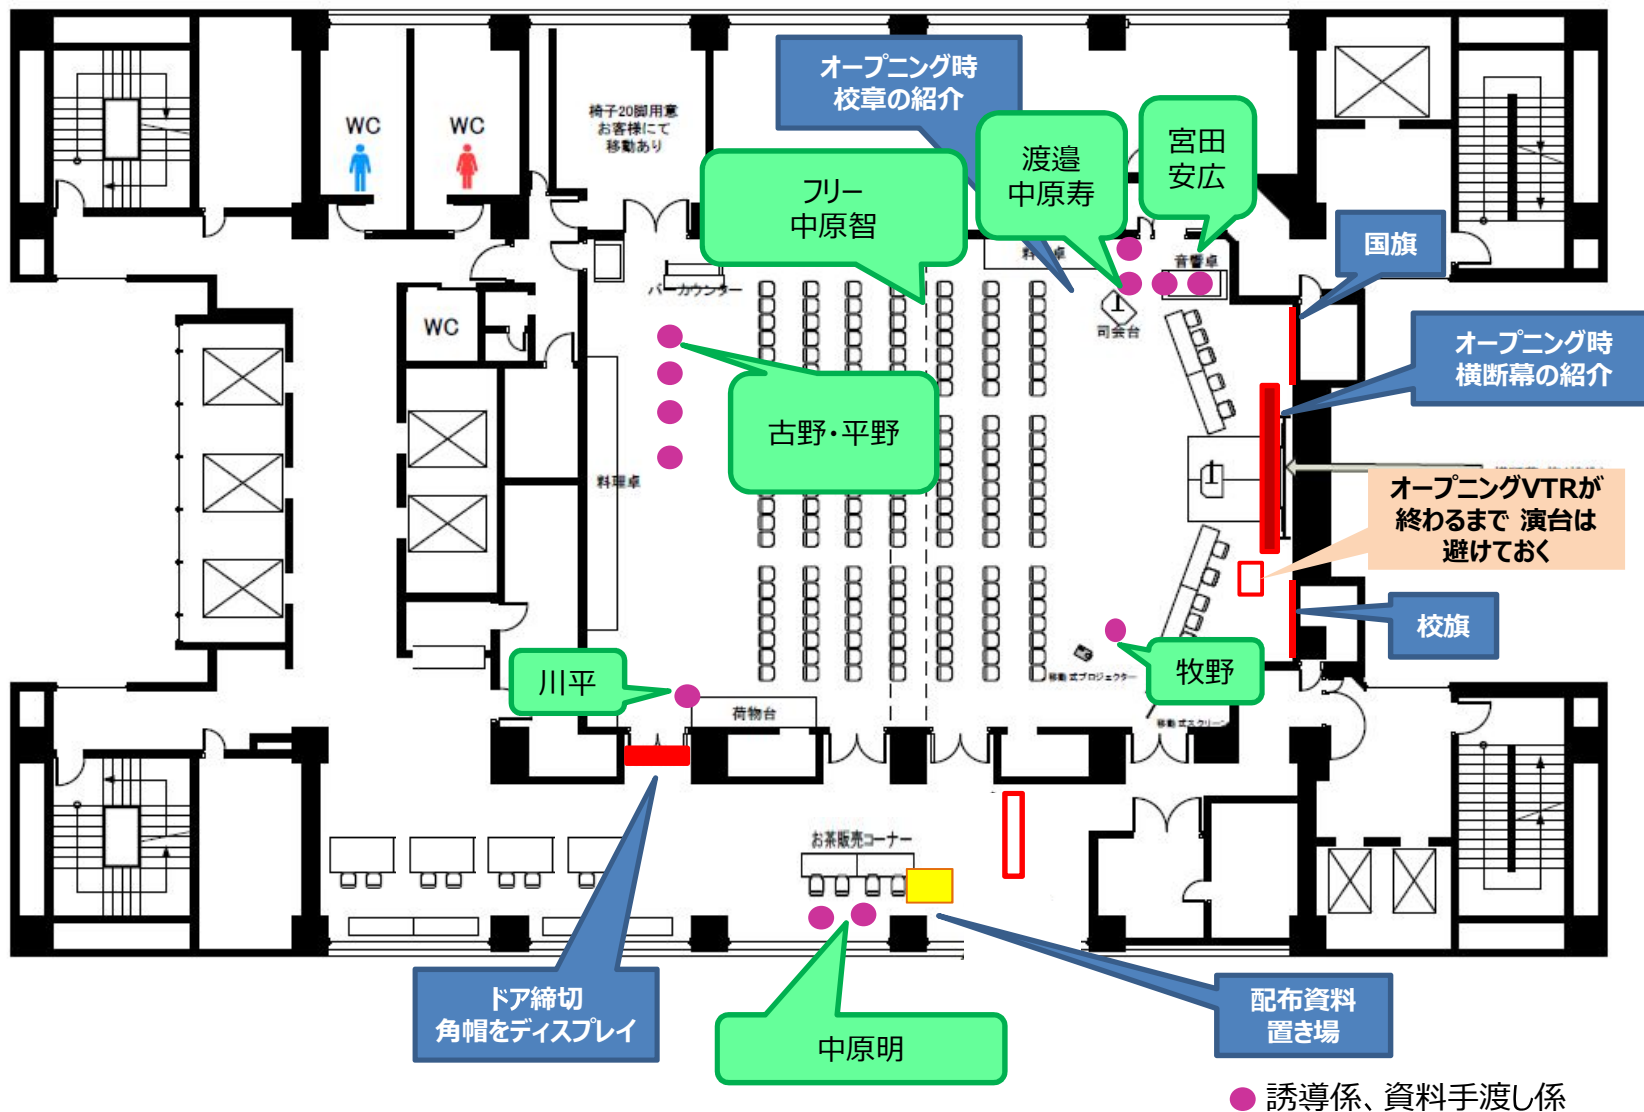 オープニング時
校章の紹介
椅子20脚用意
お客様にて
移動あり
WC
WC
宮田
安広
渡邉
中原寿
フリー
中原智
国旗
音響卓
バーカウンター
WC
司会台
オープニング時
横断幕の紹介
古野・平野
料理卓
オープニングVTRが
終わるまで 演台は
避けておく
校旗
川平
牧野
移動式プロジェクター
荷物台
移動式スクリーン
お茶販売コーナー
ドア締切
角帽をディスプレイ
配布資料
置き場
中原明
誘導係、資料手渡し係